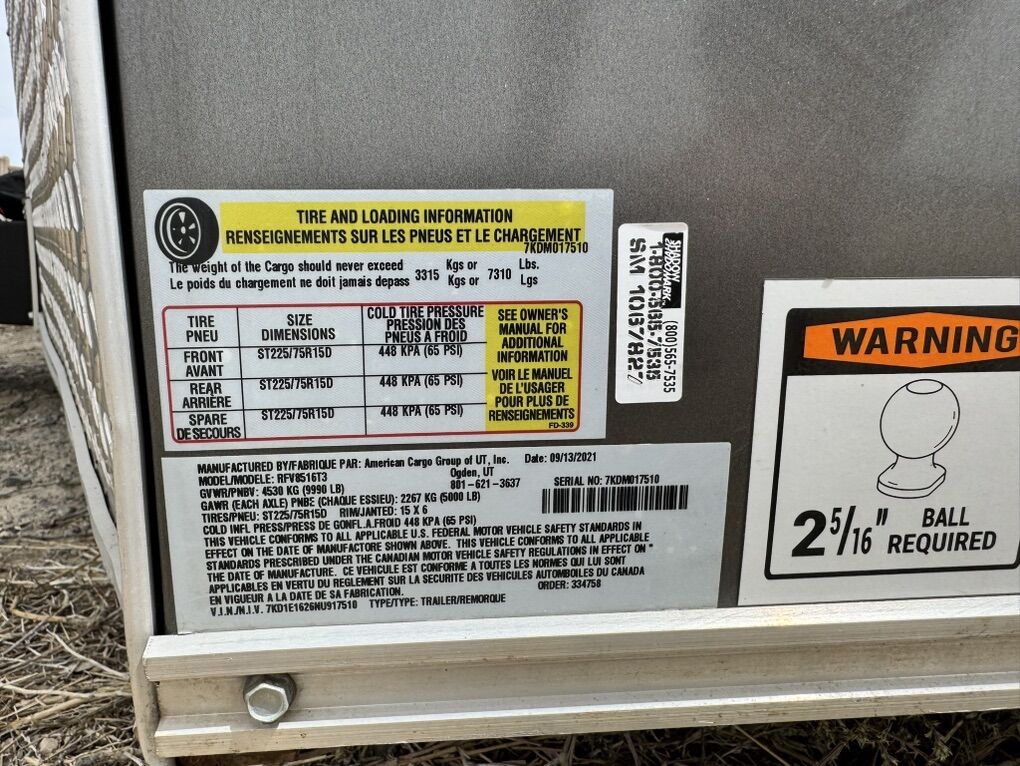 TIRE AND LOADING INFORMATION
RENSEIGNEMENTS SUR LES PNEUS ET LE CHARGEMENT
7KDM017510
The weight of the Cargo should never exceed 3315 Kgs or 7310 Lbs.
Le poids du chargement ne doit jamais depass Kgs or Lgs
TIRE PNEU
SIZE DIMENSIONS
COLD TIRE PRESSURE
PRESSION DES
PNEUS A FROID
FRONT AVANT ST225/75R15D 448 KPA (65 PSI)
REAR ARRIÈRE ST225/75R15D 448 KPA (65 PSI)
SPARE DE SECOURS ST225/75R15D 448 KPA (65 PSI)
SEE OWNER'S
MANUAL FOR
ADDITIONAL
INFORMATION
VOIR LE MANUEL
DE L'USAGER
POUR PLUS DE
RENSEIGNEMENTS
FD-339
SHADOW
1-800-565-7535
SM 1067827
(800)565-7535
MANUFACTURED BY/FABRIQUE PAR: American Cargo Group of UT, Inc. Date: 09/13/2021
MODEL/MODELE: RFV8516T3 Ogden, UT
GVWR/PNBV: 4530 KG (9990 LB) 801-621-3637 SERIAL NO: 7KDM017510
GAWR (EACH AXLE) PNBE (CHAQUE ESSIEU): 2267 KG (5000 LB)
TIRES/PNEU: ST225/75R15D RIM/JANTED: 15 X 6
COLD INFL PRESS/PRESS DE GONFL.A.FROID 448 KPA (65 PSI)
THIS VEHICLE CONFORMS TO ALL APPLICABLE U.S. FEDERAL MOTOR VEHICLE SAFETY STANDARDS IN
EFFECT ON THE DATE OF MANUFACTORE SHOWN ABOVE. THIS VEHICLE CONFORMS TO ALL APPLICABLE
STANDARDS PRESCRIBED UNDER THE CANADIAN MOTOR VEHICLE SAFETY REGULATIONS IN EFFECT ON "
THE DATE OF MANUFACTURE. CE VEHICULE EST CONFORME A TOUTES LES NORMES QUI LUI SONT
APPLICABLES EN VERTU DU REGLEMENT SUR LA SECURITE DES VEHICULES AUTOMBOILES DU CANADA
EN VIGUEUR A LA DATE DE SA FABRICATION. ORDER: 334758
V.I.N./N.I.V. 7KD1E1626NU917510 TYPE/TYPE: TRAILER/REMORQUE
WARNING
2 5/16" BALL
REQUIRED